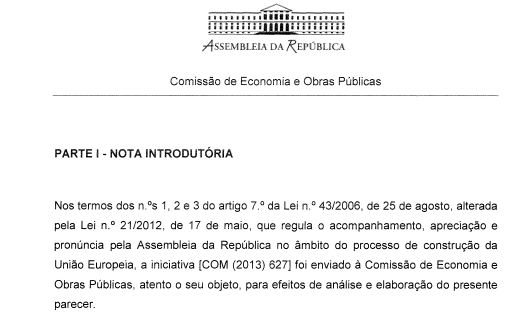 ASSEMBLEIA DA REPÚBLICA
Comissão de Economia e Obras Públicas
PARTE I - NOTA INTRODUTÓRIA
Nos termos dos n.ºs 1, 2 e 3 do artigo 7.º da Lei n.º 43/2006, de 25 de agosto, alterada
pela Lei n.º 21/2012, de 17 de maio, que regula o acompanhamento, apreciação e
pronúncia pela Assembleia da República no âmbito do processo de construção da
União Europeia, a iniciativa [COM (2013) 627] foi enviado à Comissão de Economia e
Obras Públicas, atento o seu objeto, para efeitos de análise e elaboração do presente
parecer.